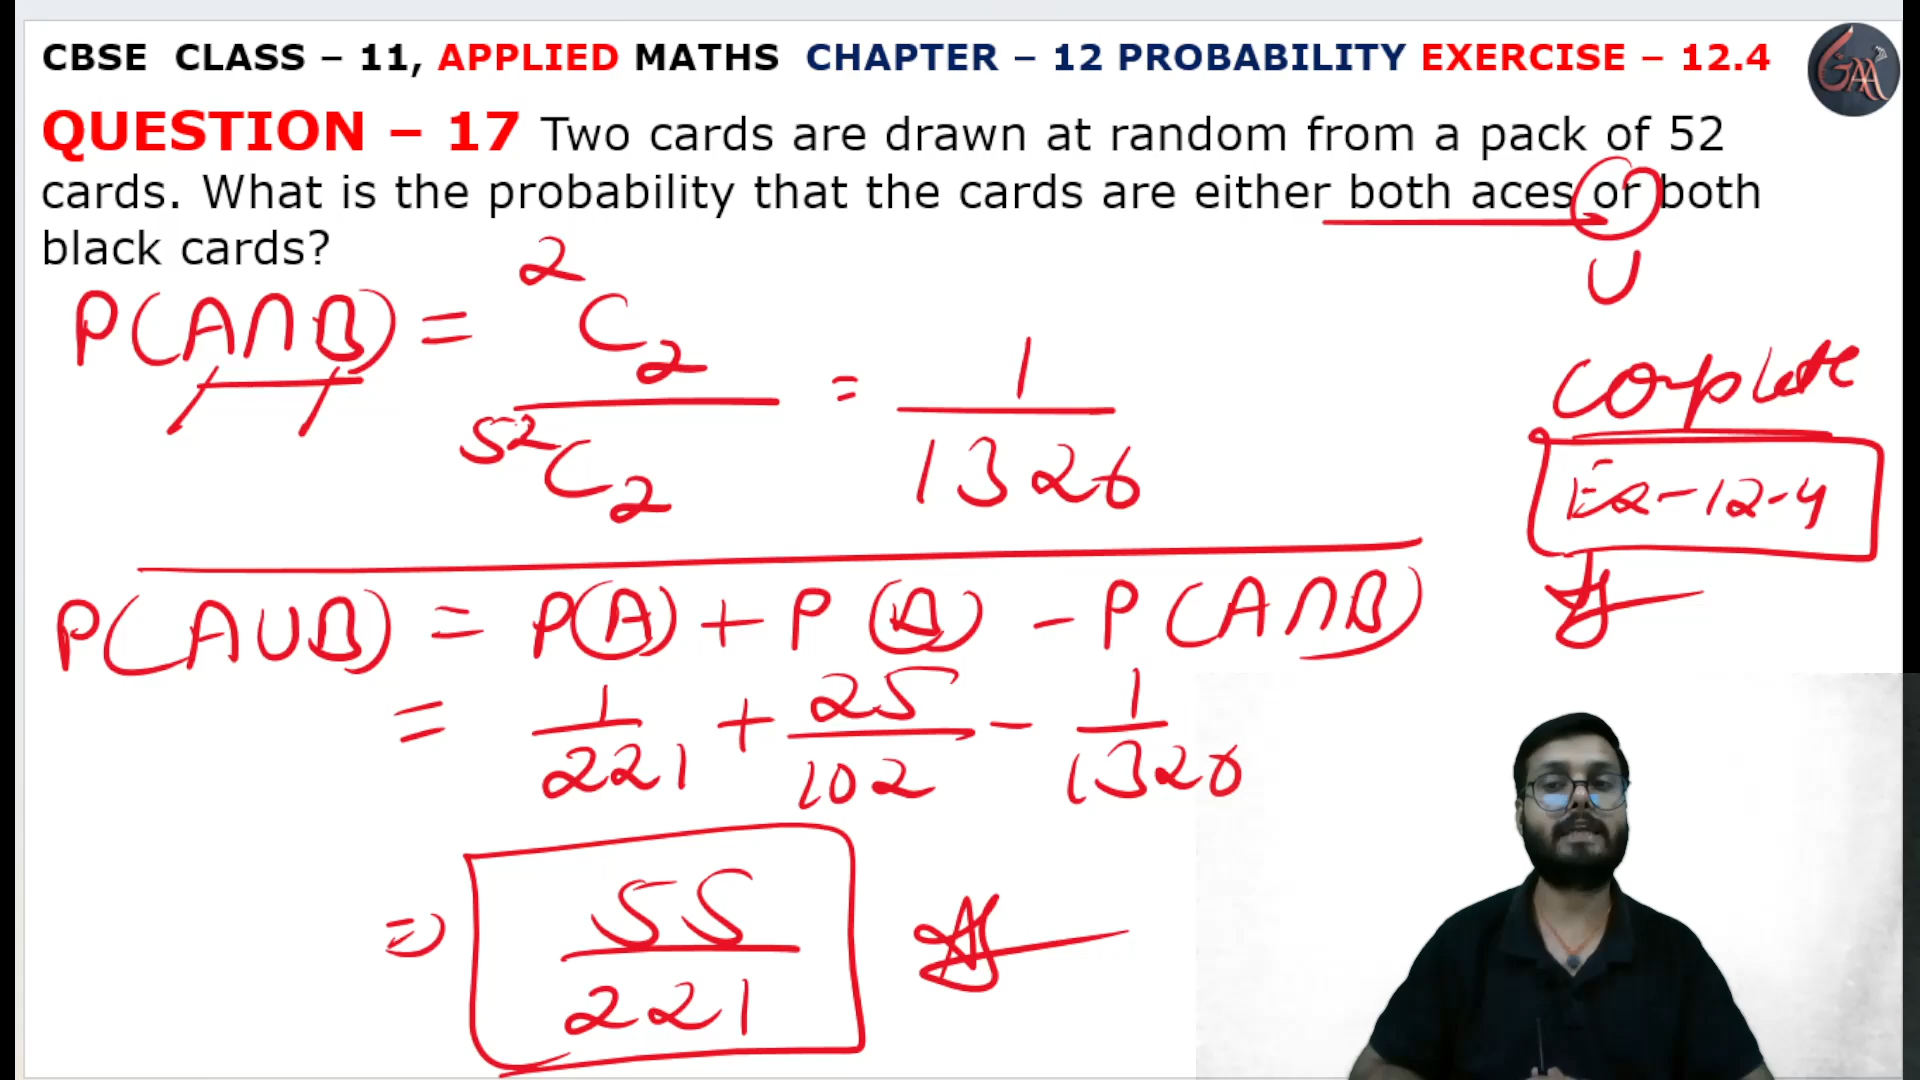 CBSE CLASS – 11, APPLIED MATHS CHAPTER – 12 PROBABILITY EXERCISE – 12.4
GAA
QUESTION – 17 Two cards are drawn at random from a pack of 52
cards. What is the probability that the cards are either both aces or both
black cards?
U
P(A∩B) = ²C₂ / ⁵²C₂ = 1/1326
complete
Ex-12-4
P(A∪B) = P(A) + P(B) - P(A∩B)
= 1/221 + 25/102 - 1/1326
⇒ 55/221